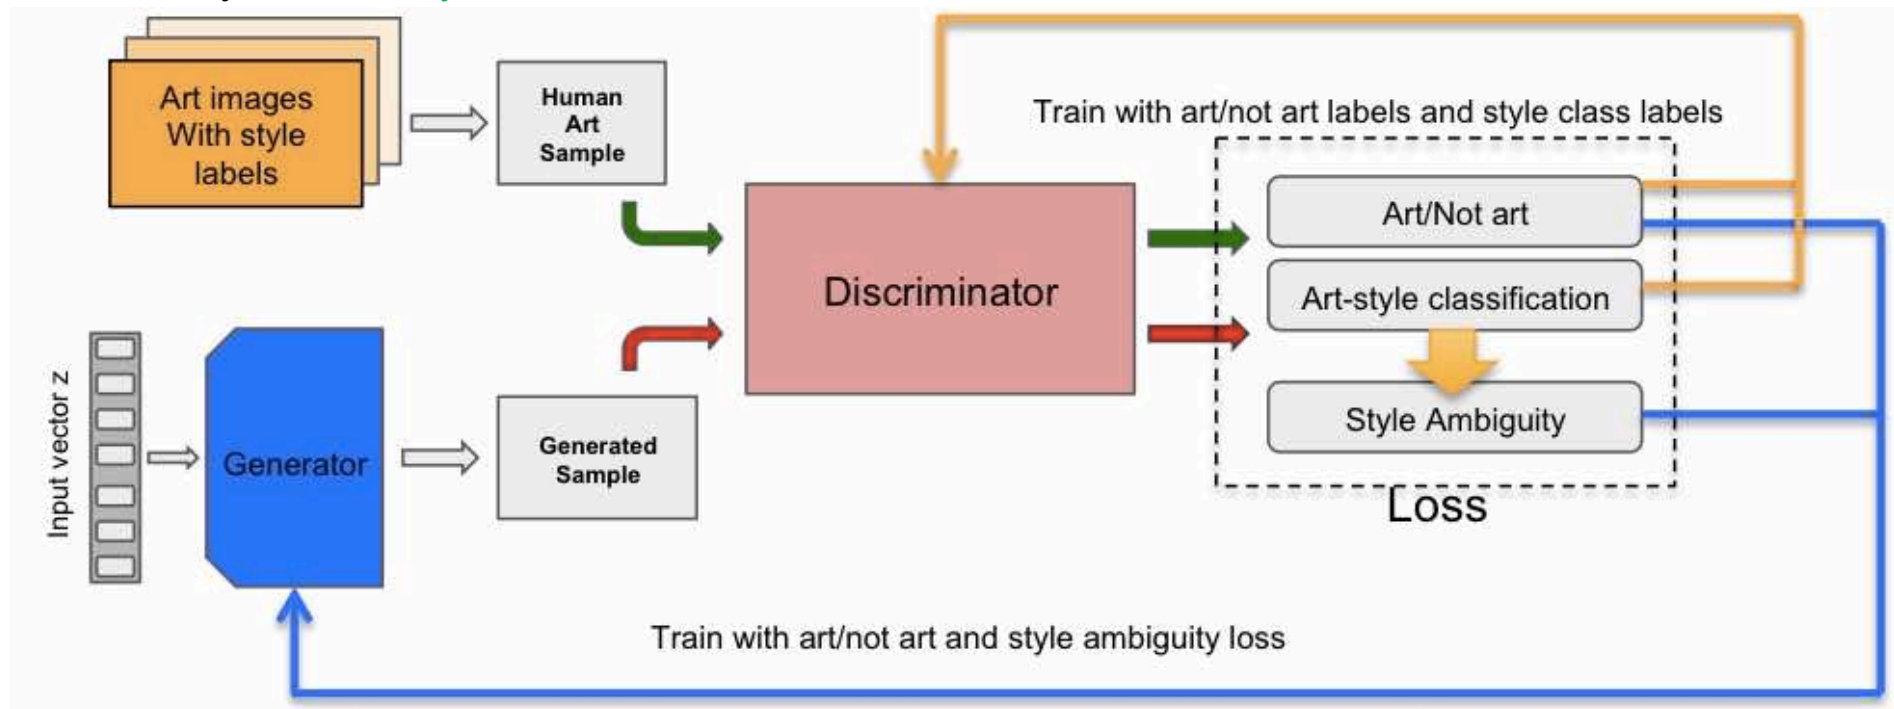 Art images
With style
labels
Human
Art
Sample
Train with art/not art labels and style class labels
Discriminator
Art/Not art
Art-style classification
Style Ambiguity
Loss
Input vector z
Generator
Generated
Sample
Train with art/not art and style ambiguity loss